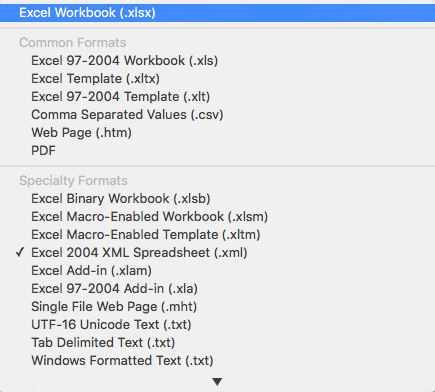 Excel Workbook (.xlsx)
Common Formats
Excel 97-2004 Workbook (.xls)
Excel Template (.xltx)
Excel 97-2004 Template (.xlt)
Comma Separated Values (.csv)
Web Page (.htm)
PDF
Specialty Formats
Excel Binary Workbook (.xlsb)
Excel Macro-Enabled Workbook (.xlsm)
Excel Macro-Enabled Template (.xltm)
✓ Excel 2004 XML Spreadsheet (.xml)
Excel Add-in (.xlam)
Excel 97-2004 Add-in (.xla)
Single File Web Page (.mht)
UTF-16 Unicode Text (.txt)
Tab Delimited Text (.txt)
Windows Formatted Text (.txt)